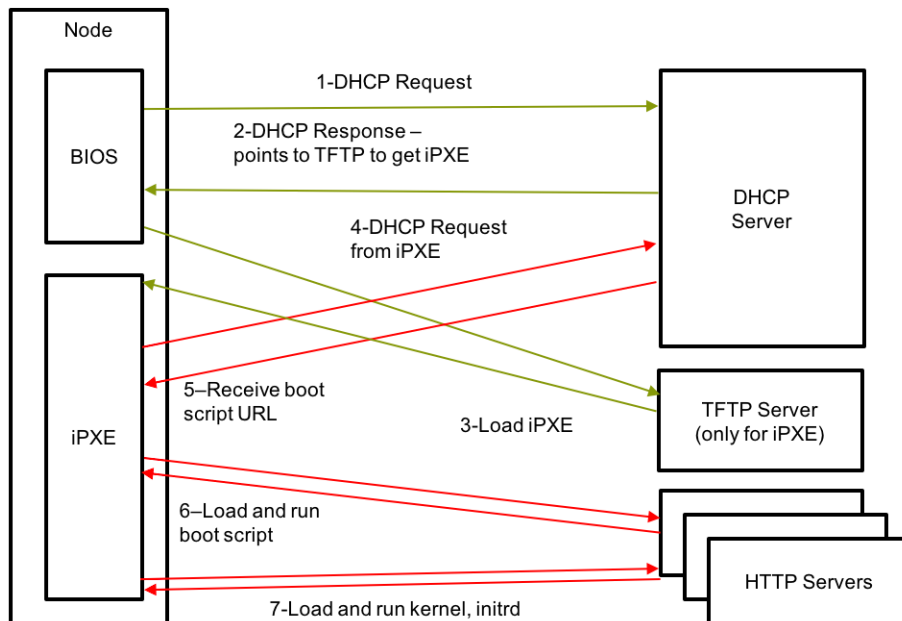 Node
1-DHCP Request
2-DHCP Response –
points to TFTP to get iPXE
BIOS
DHCP
Server
4-DHCP Request
from iPXE
5–Receive boot
script URL
3-Load iPXE
TFTP Server
(only for iPXE)
iPXE
6–Load and run
boot script
HTTP Servers
7-Load and run kernel, initrd